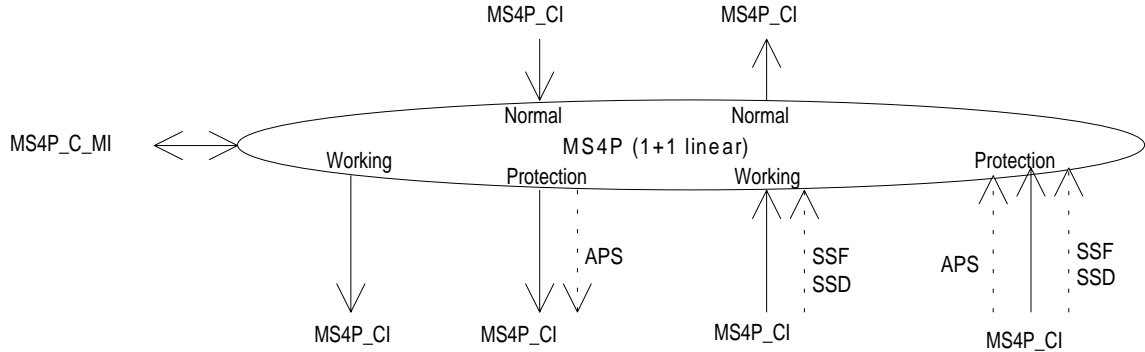 MS4P_CI
MS4P_CI
Normal
Normal
MS4P_C_MI
MS4P (1+1 linear)
Working
Protection
Working
Protection
APS
SSF
SSD
APS
SSF
SSD
MS4P_CI
MS4P_CI
MS4P_CI
MS4P_CI